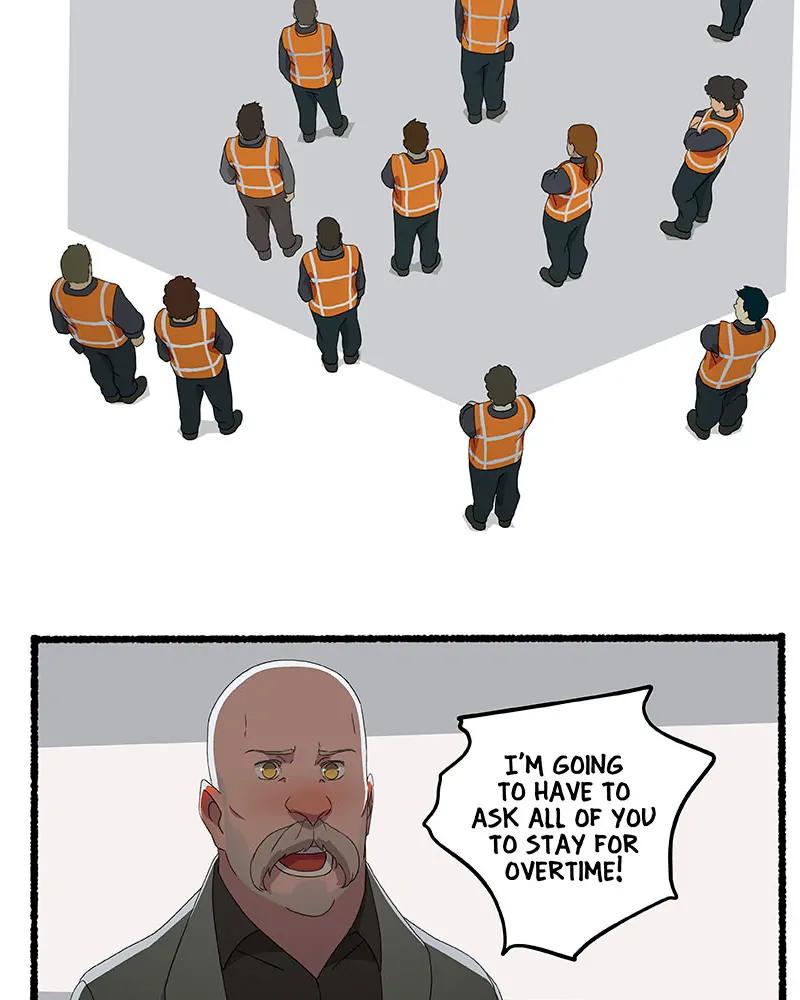 I'M GOING
TO HAVE TO
ASK ALL OF YOU
TO STAY FOR
OVERTIME!